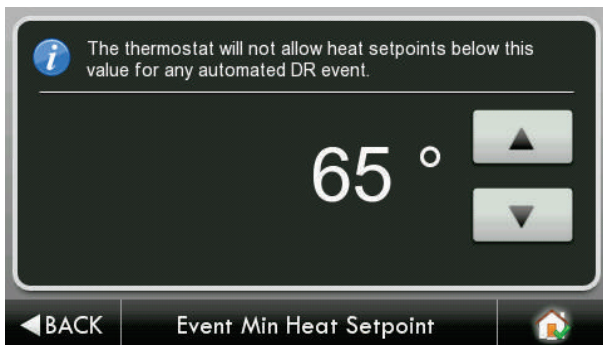 The thermostat will not allow heat setpoints below this
value for any automated DR event.
65 °
BACK
Event Min Heat Setpoint